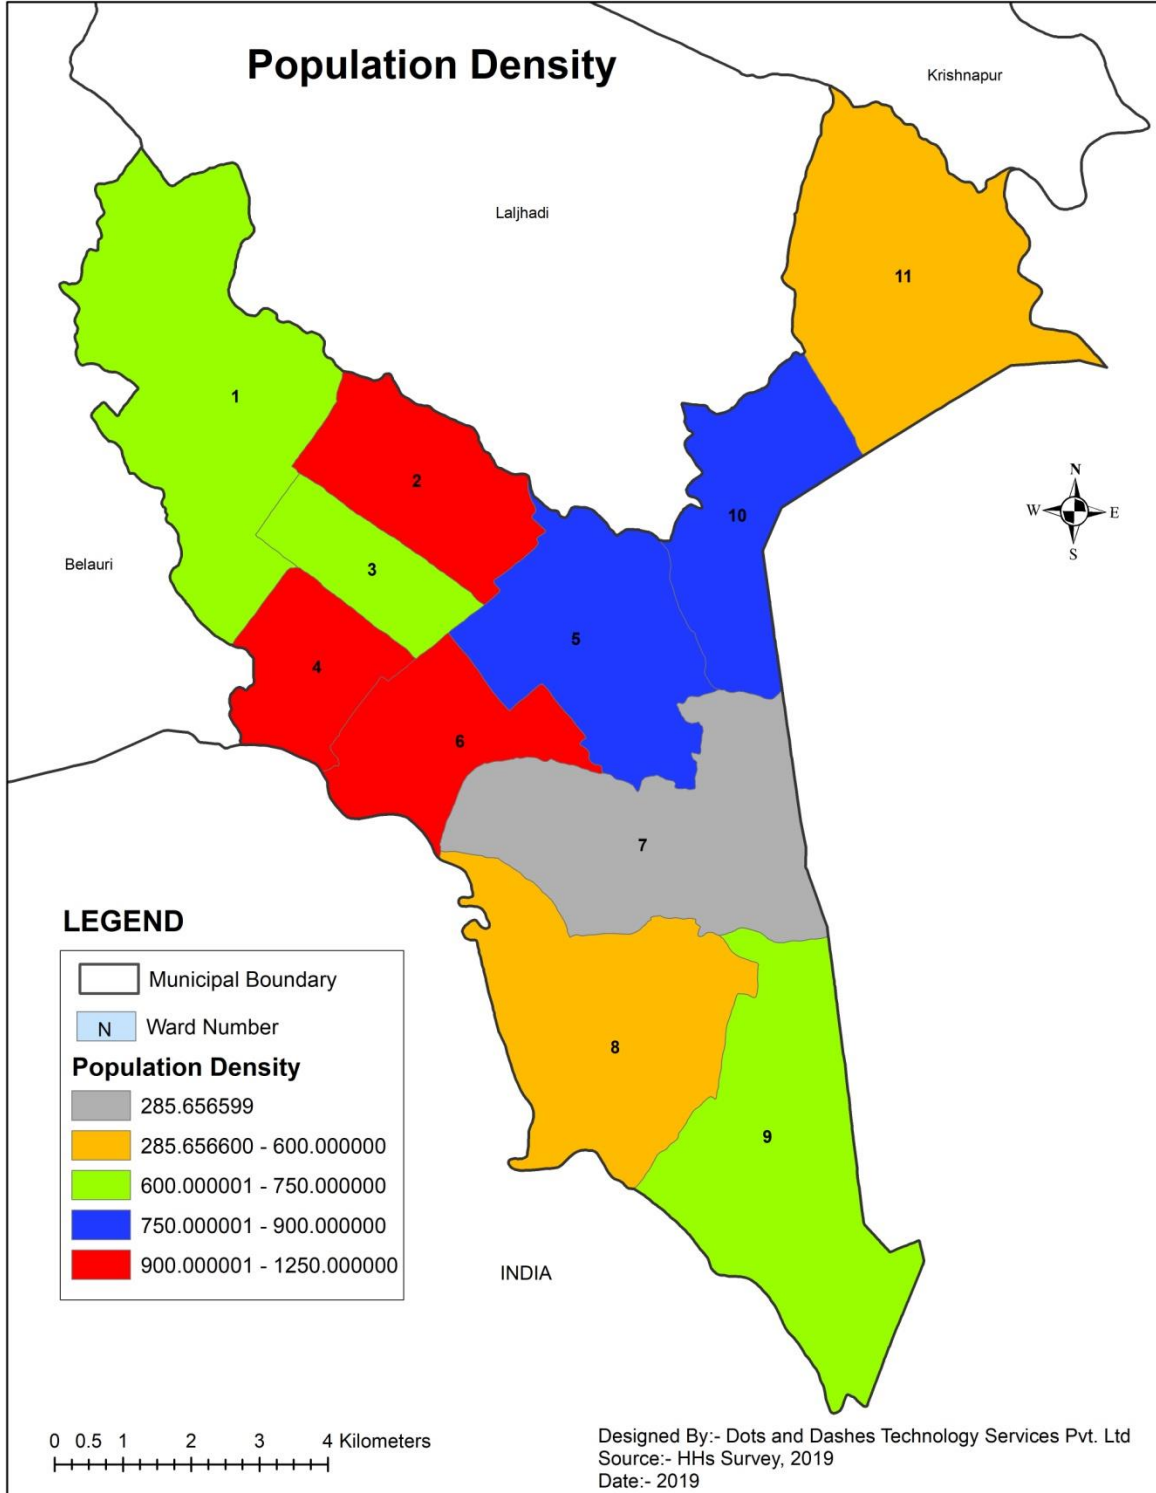 Population Density
Krishnapur
Laljhadi
11
1
2
N
W E
S
10
3
Belauri
5
4
6
7
LEGEND
Municipal Boundary
N Ward Number
8
Population Density
285.656599
285.656600 - 600.000000
9
600.000001 - 750.000000
750.000001 - 900.000000
900.000001 - 1250.000000
INDIA
0 0.5 1 2 3 4 Kilometers
Designed By:- Dots and Dashes Technology Services Pvt. Ltd
Source:- HHs Survey, 2019
Date:- 2019